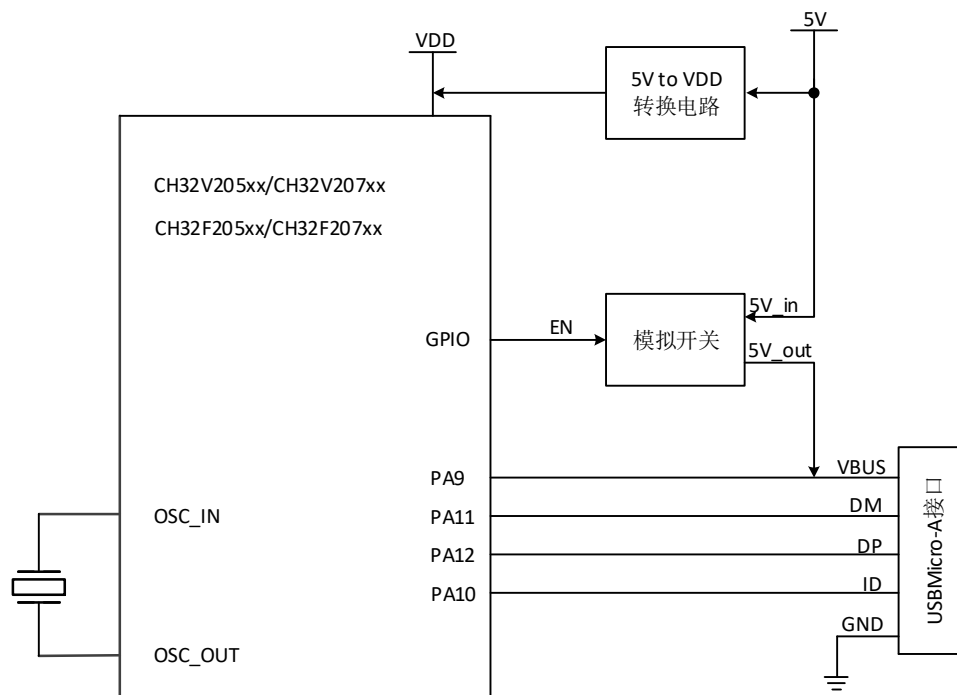 5V
VDD
5V to VDD
转换电路
CH32V205xx/CH32V207xx
CH32F205xx/CH32F207xx
5V_in
GPIO
EN
模拟开关
5V_out
PA9
VBUS
OSC_IN
PA11
DM
PA12
DP
PA10
ID
GND
OSC_OUT
USBMicro-A接口